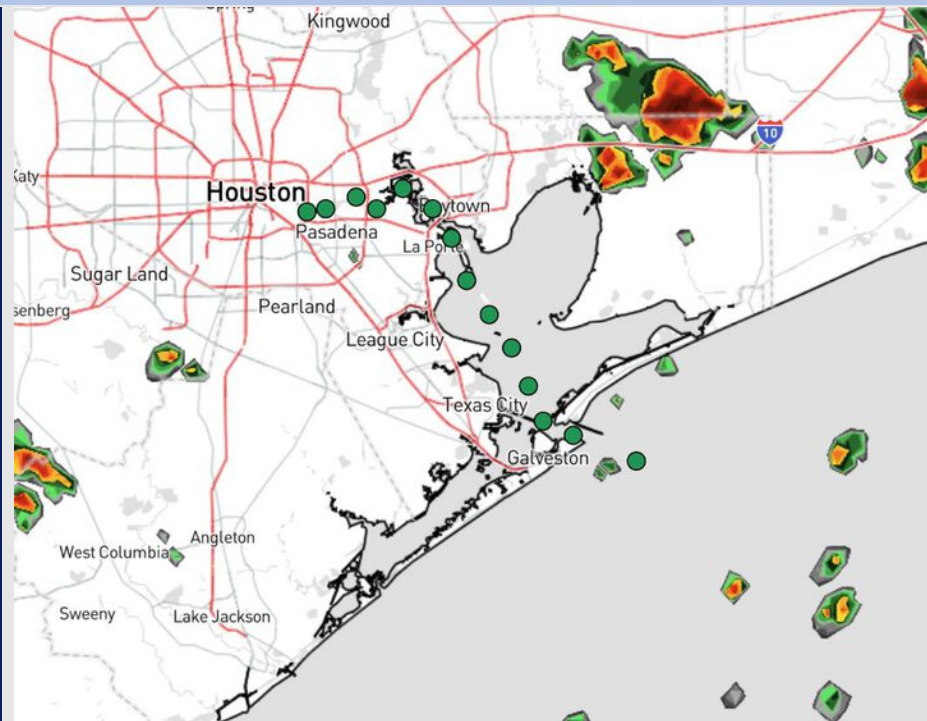 Kingwood
10
Katy
Houston
Baytown
Pasadena
La Porte
Sugar Land
Pearland
senberg
League City
Texas City
Galveston
Angleton
West Columbia
Sweeny
Lake Jackson